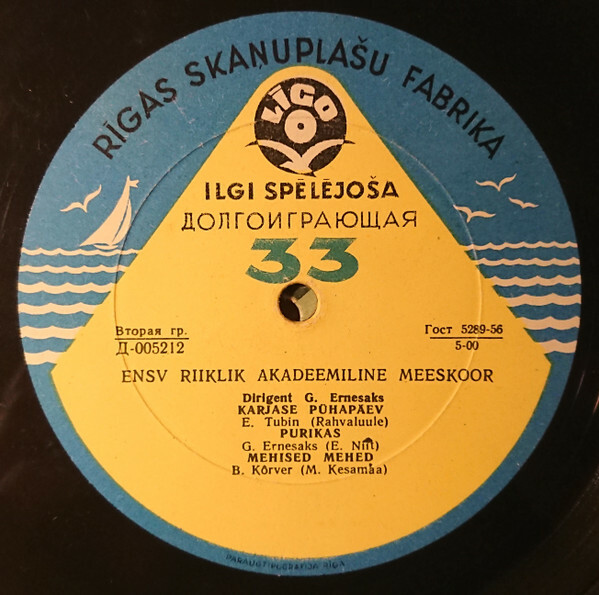 RĪGAS SKAŅUPLAŠU FABRIKA
LĪGO
ILGI SPĒLĒJOŠA
ДОЛГОИГРАЮЩАЯ
33
Вторая гр.
Д-005212
Гост 5289-56
5-00
ENSV RIIKLIK AKADEEMILINE MEESKOOR
Dirigent G. Ernesaks
KARJASE PÜHAPÄEV
E. Tubin (Rahvaluule)
PURIKAS
G. Ernesaks (E. Niit)
MEHISED MEHED
B. Kõrver (M. Kesamaa)
RĪGA